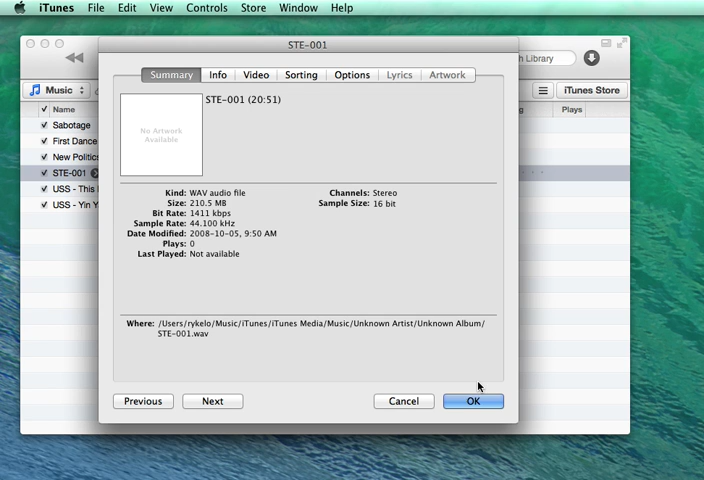 iTunes File Edit View Controls Store Window Help
STE-001
h Library
Music
iTunes Store
Summary Info Video Sorting Options Lyrics Artwork
Name
Plays
STE-001 (20:51)
No Artwork
Available
Sabotage
First Dance
New Politics
STE-001
USS - This
USS - Yin Y
Kind: WAV audio file
Size: 210.5 MB
Bit Rate: 1411 kbps
Sample Rate: 44.100 kHz
Date Modified: 2008-10-05, 9:50 AM
Plays: 0
Last Played: Not available
Channels: Stereo
Sample Size: 16 bit
Where: /Users/rykelo/Music/iTunes/iTunes Media/Music/Unknown Artist/Unknown Album/
STE-001.wav
Previous Next Cancel OK